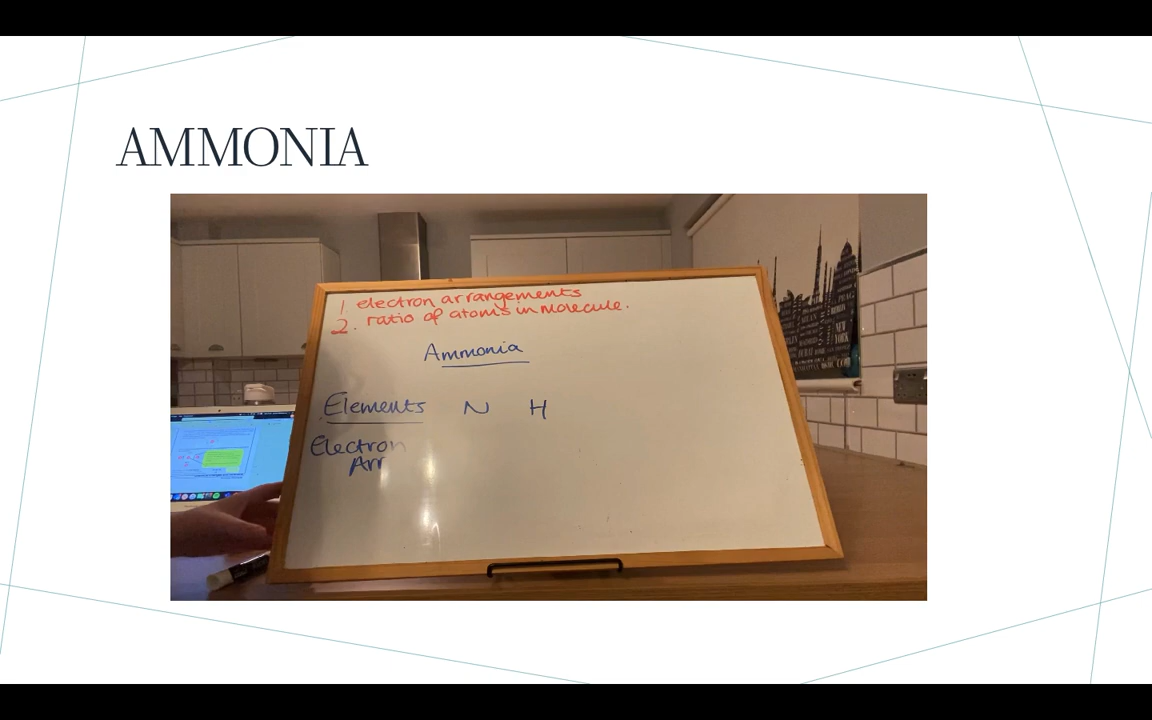 AMMONIA
1. electron arrangements
2. ratio of atoms in molecule.
Ammonia
Elements N H
Electron
Arr